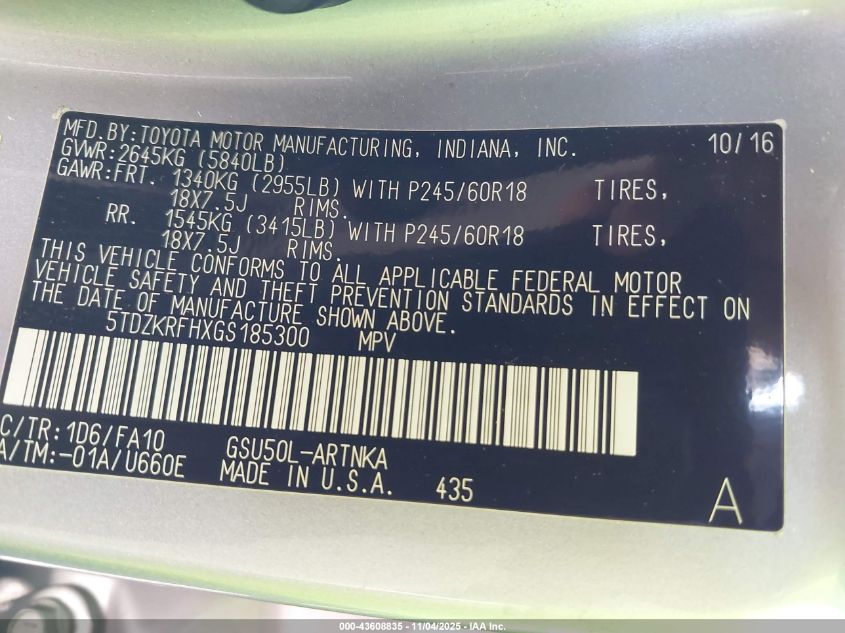 MFD.BY:TOYOTA MOTOR MANUFACTURING, INDIANA, INC. 10/16
GVWR:2645KG (5840LB)
GAWR:FRT. 1340KG (2955LB) WITH P245/60R18 TIRES,
18X7.5J RIMS.
RR. 1545KG (3415LB) WITH P245/60R18 TIRES,
18X7.5J RIMS.
THIS VEHICLE CONFORMS TO ALL APPLICABLE FEDERAL MOTOR
VEHICLE SAFETY AND THEFT PREVENTION STANDARDS IN EFFECT ON
THE DATE OF MANUFACTURE SHOWN ABOVE.
5TDZKRFHXGS185300 MPV
C/TR:1D6/FA10 GSU50L-ARTNKA
A/TM:-01A/U660E MADE IN U.S.A. 435 A
000-43608835 - 11/04/2025 - IAA Inc.